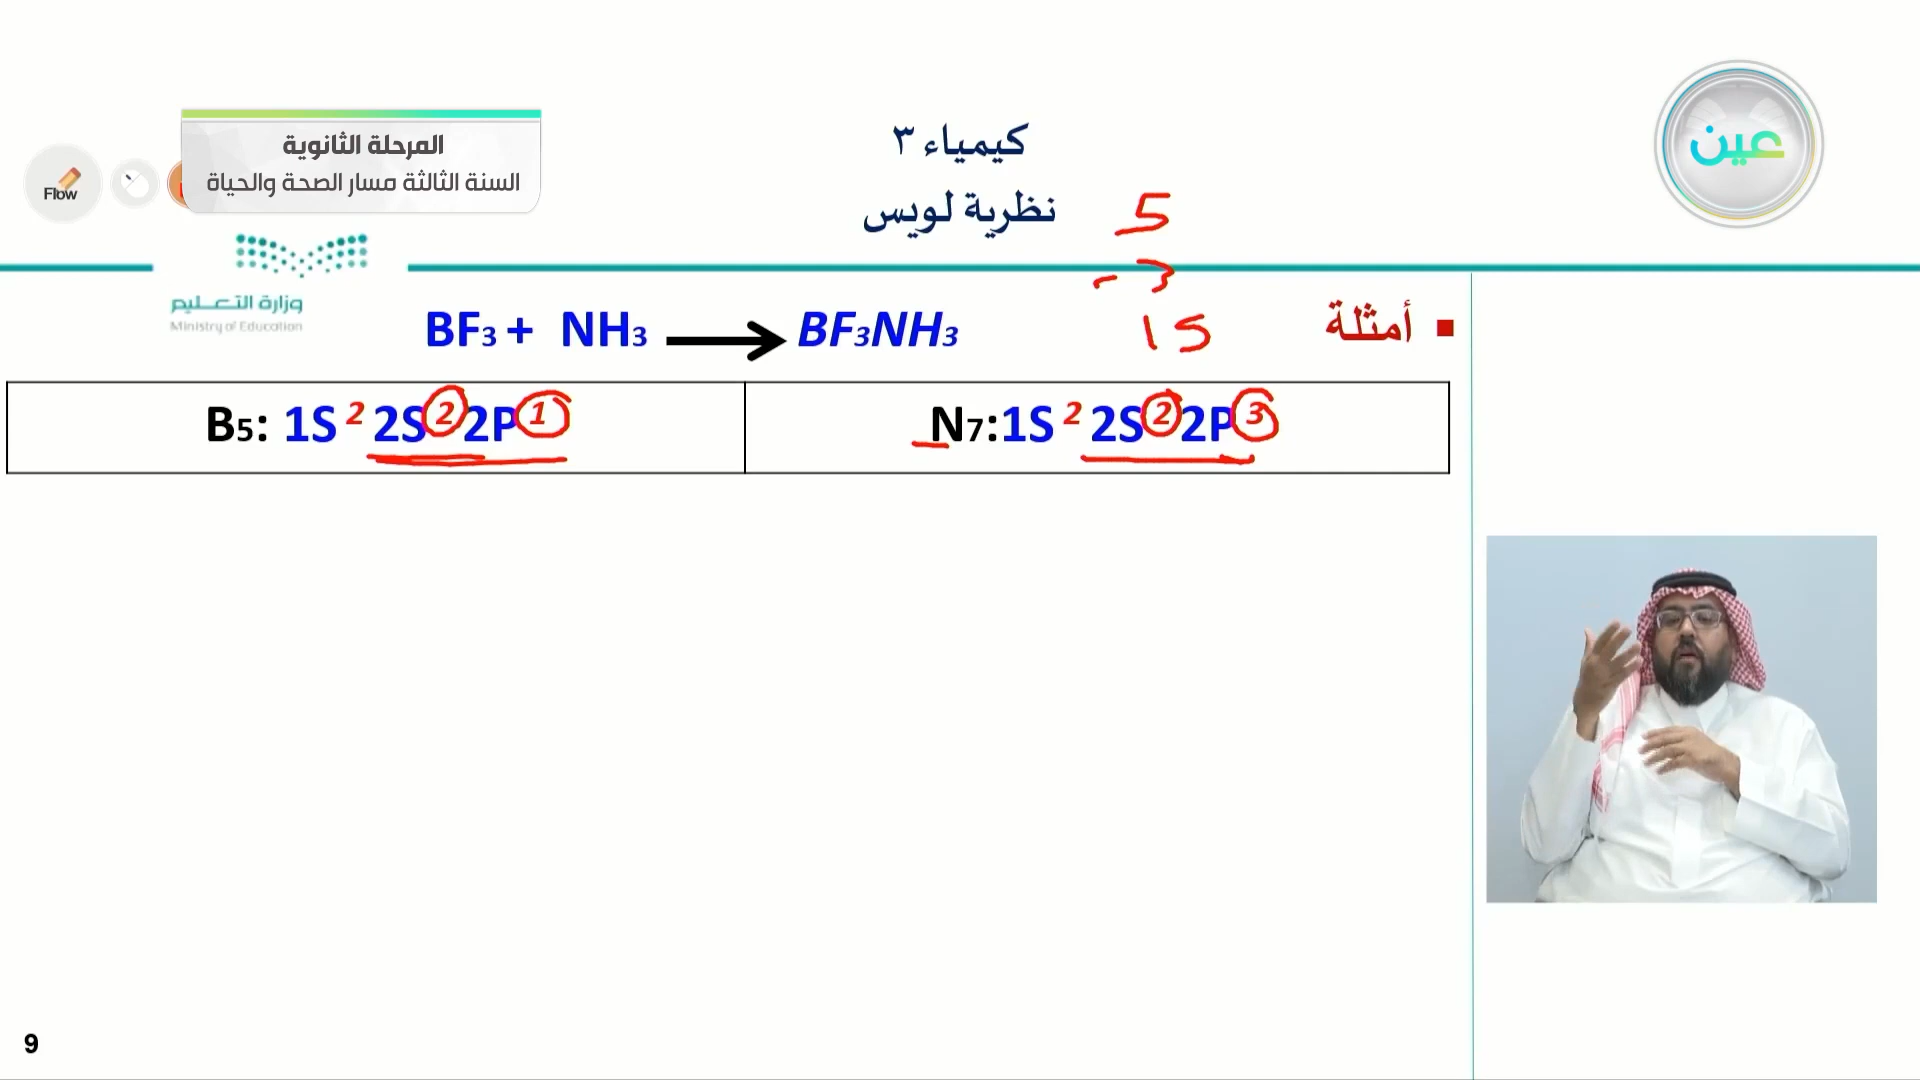 عين
المرحلة الثانوية
السنة الثالثة مسار الصحة والحياة
كيمياء ٣
نظرية لويس
Flow
5
-3
15
وزارة التعليم
Ministry of Education
أمثلة
BF₃ + NH₃ ⟶ BF₃NH₃
B₅: 1S ² 2S ² 2P ¹
N₇:1S ² 2S ² 2P ³
9